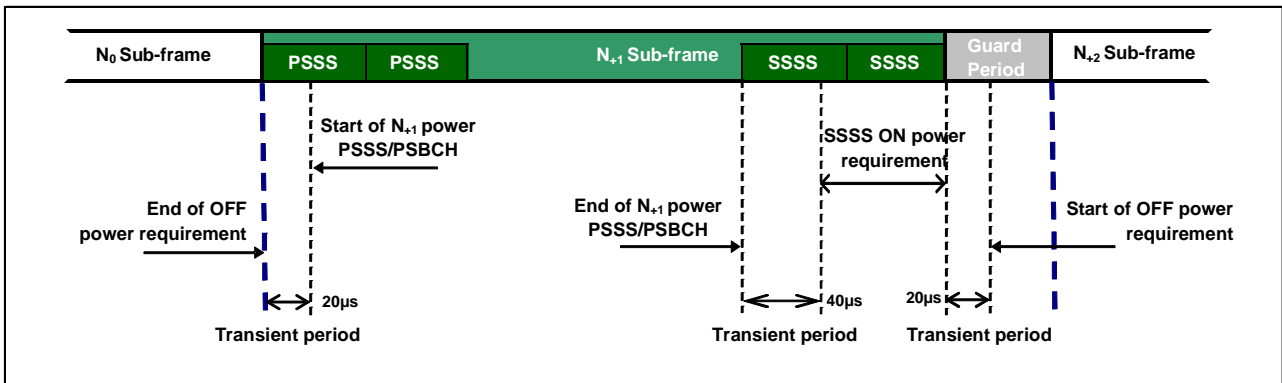 N0 Sub-frame
PSSS
PSSS
N+1 Sub-frame
SSSS
SSSS
Guard
Period
N+2 Sub-frame
Start of N+1 power
PSSS/PSBCH
SSSS ON power
requirement
End of OFF
power requirement
End of N+1 power
PSSS/PSBCH
Start of OFF power
requirement
20µs
40µs
20µs
Transient period
Transient period
Transient period